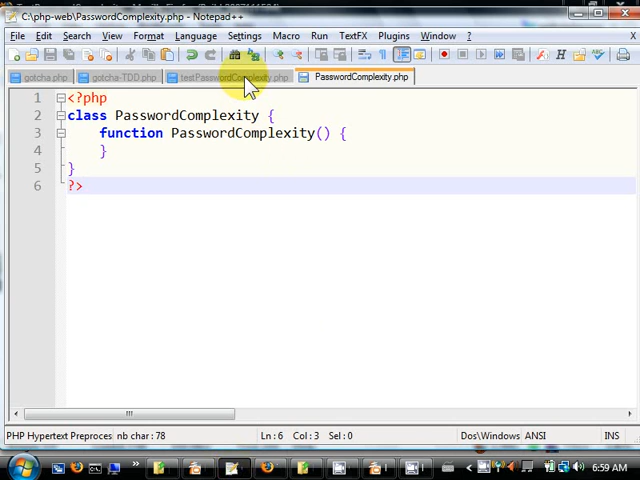 C:\php-web\PasswordComplexity.php - Notepad++
File Edit Search View Format Language Settings Macro Run TextFX Plugins Window ?
gotcha.php gotcha-TDD.php testPasswordComplexity.php PasswordComplexity.php
1 <?php
2 class PasswordComplexity {
3 function PasswordComplexity() {
4 }
5 }
6 ?>
PHP Hypertext Preproces nb char : 78 Ln : 6 Col : 3 Sel : 0 Dos\Windows ANSI INS
6:59 AM